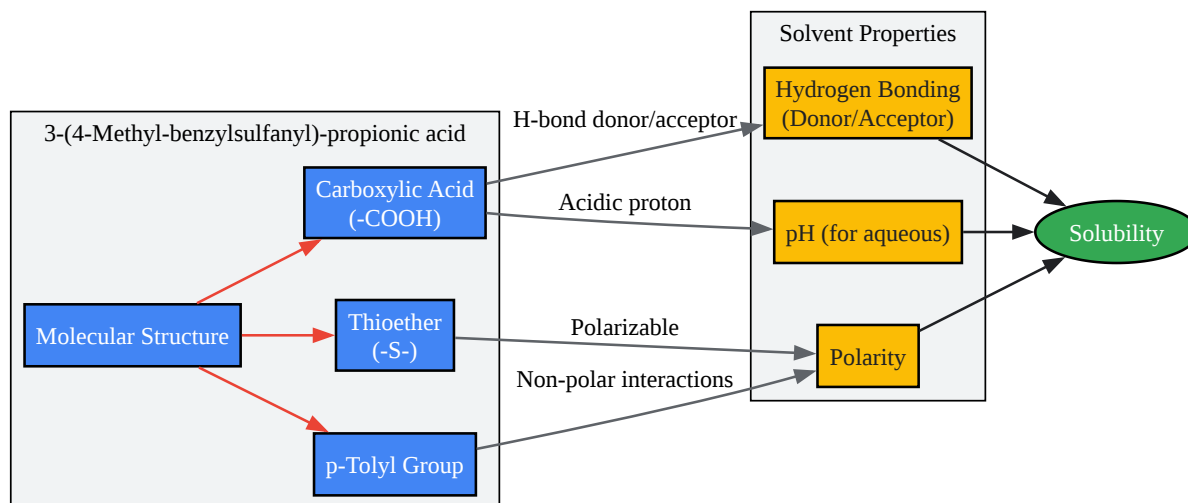 3-(4-Methyl-benzylsulfanyl)-propionic acid
Molecular Structure
Carboxylic Acid
(-COOH)
Thioether
(-S-)
p-Tolyl Group
H-bond donor/acceptor
Acidic proton
Polarizable
Non-polar interactions
Solvent Properties
Hydrogen Bonding
(Donor/Acceptor)
pH (for aqueous)
Polarity
Solubility